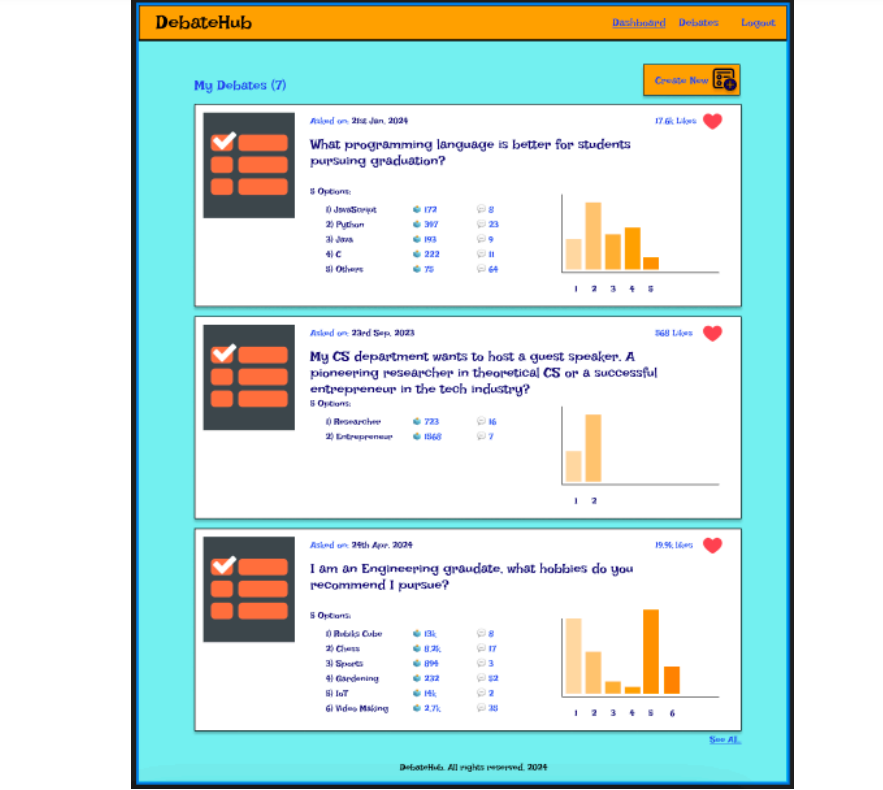 DebateHub
Dashboard Debates Logout
My Debates (7)
Create New
Asked on: 21st Jan, 2024
17.6k Likes
What programming language is better for students
pursuing graduation?
5 Options:
1) JavaScript 172 8
2) Python 397 23
3) Java 193 9
4) C 222 11
5) Others 75 64
1 2 3 4 5
Asked on: 23rd Sep, 2023
868 Likes
My CS department wants to host a guest speaker. A
pioneering researcher in theoretical CS or a successful
entrepreneur in the tech industry?
5 Options:
1) Researcher 723 16
2) Entrepreneur 1868 7
1 2
Asked on: 24th Apr, 2024
19.9k Likes
I am an Engineering graudate, what hobbies do you
recommend I pursue?
5 Options:
1) Rubiks Cube 13k 8
2) Chess 8.2k 17
3) Sports 894 3
4) Gardening 232 52
5) IoT 14k 2
6) Video Making 2.7k
1 2 3 4 5 6
See All
DebateHub. All rights reserved, 2024